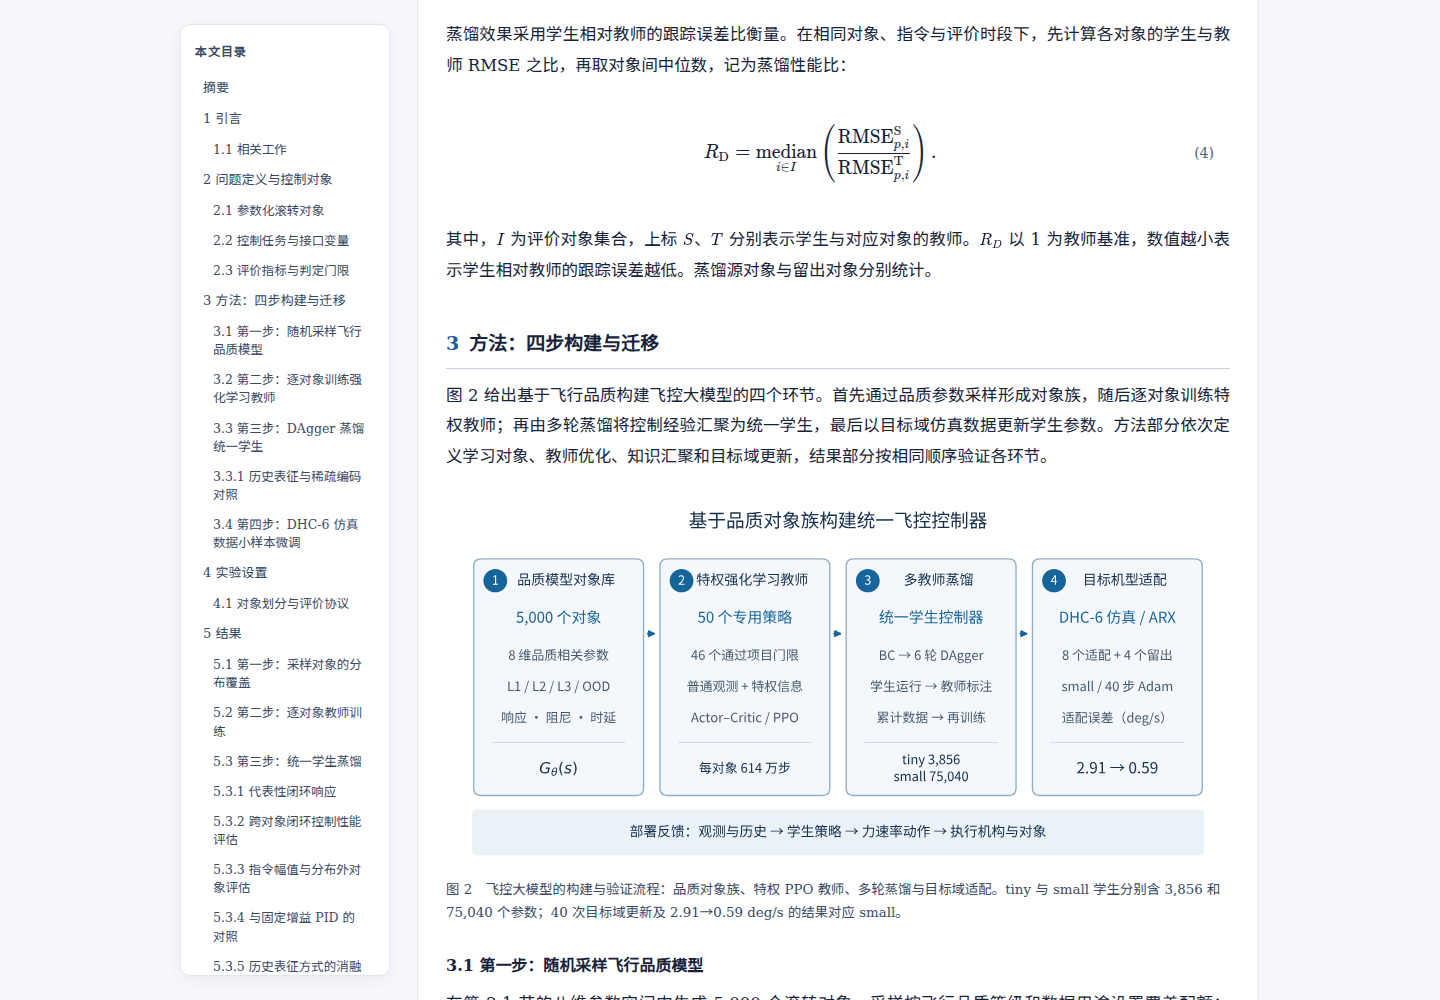 本文目录
摘要
1 引言
1.1 相关工作
2 问题定义与控制对象
2.1 参数化滚转对象
2.2 控制任务与接口变量
2.3 评价指标与判定门限
3 方法：四步构建与迁移
3.1 第一步：随机采样飞行
品质模型
3.2 第二步：逐对象训练强
化学习教师
3.3 第三步：DAgger 蒸馏
统一学生
3.3.1 历史表征与稀疏编码
对照
3.4 第四步：DHC-6 仿真
数据小样本微调
4 实验设置
4.1 对象划分与评价协议
5 结果
5.1 第一步：采样对象的分
布覆盖
5.2 第二步：逐对象教师训
练
5.3 第三步：统一学生蒸馏
5.3.1 代表性闭环响应
5.3.2 跨对象闭环控制性能
评估
5.3.3 指令幅值与分布外对
象评估
5.3.4 与固定增益 PID 的
对照
5.3.5 历史表征方式的消融
蒸馏效果采用学生相对教师的跟踪误差比衡量。在相同对象、指令与评价时段下，先计算各对象的学生与教
师 RMSE 之比，再取对象间中位数，记为蒸馏性能比：
R_D = median_{i∈I} ( RMSE^S_{p,i} / RMSE^T_{p,i} ) . (4)
其中，I 为评价对象集合，上标 S、T 分别表示学生与对应对象的教师。R_D 以 1 为教师基准，数值越小表
示学生相对教师的跟踪误差越低。蒸馏源对象与留出对象分别统计。
3 方法：四步构建与迁移
图 2 给出基于飞行品质构建飞控大模型的四个环节。首先通过品质参数采样形成对象族，随后逐对象训练特
权教师；再由多轮蒸馏将控制经验汇聚为统一学生，最后以目标域仿真数据更新学生参数。方法部分依次定
义学习对象、教师优化、知识汇聚和目标域更新，结果部分按相同顺序验证各环节。
基于品质对象族构建统一飞控控制器
1 品质模型对象库
5,000 个对象
8 维品质相关参数
L1 / L2 / L3 / OOD
响应 · 阻尼 · 时延
G_θ(s)
2 特权强化学习教师
50 个专用策略
46 个通过项目门限
普通观测 + 特权信息
Actor–Critic / PPO
每对象 614 万步
3 多教师蒸馏
统一学生控制器
BC → 6 轮 DAgger
学生运行 → 教师标注
累计数据 → 再训练
tiny 3,856
small 75,040
4 目标机型适配
DHC-6 仿真 / ARX
8 个适配 + 4 个留出
small / 40 步 Adam
适配误差（deg/s）
2.91 → 0.59
部署反馈：观测与历史 → 学生策略 → 力速率动作 → 执行机构与对象
图 2 飞控大模型的构建与验证流程：品质对象族、特权 PPO 教师、多轮蒸馏与目标域适配。tiny 与 small 学生分别含 3,856 和
75,040 个参数；40 次目标域更新及 2.91→0.59 deg/s 的结果对应 small。
3.1 第一步：随机采样飞行品质模型